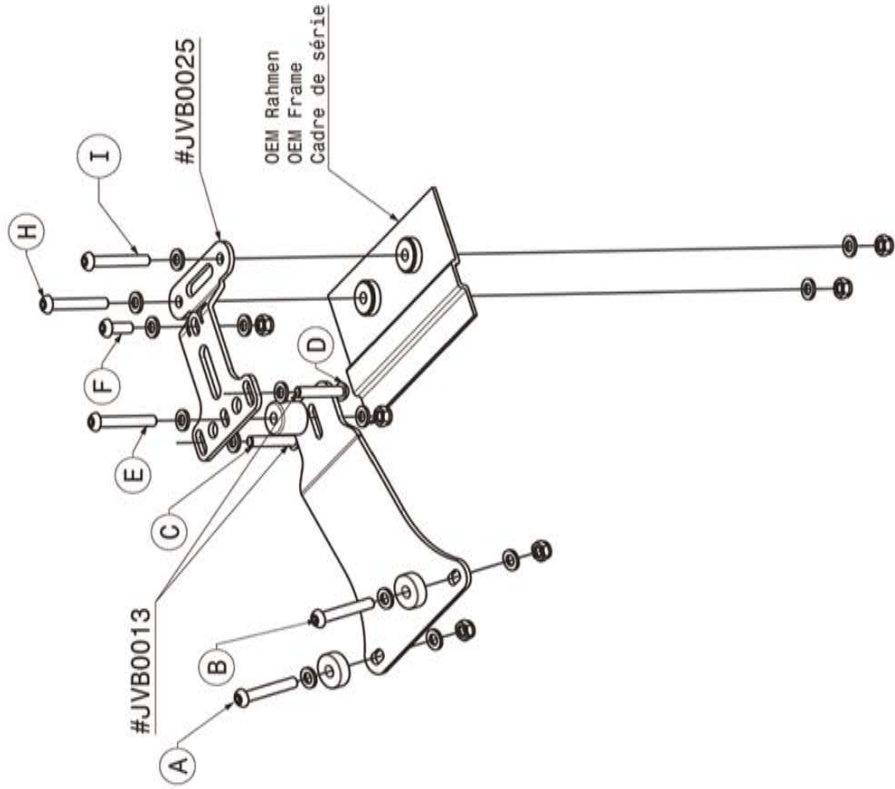 H
I
#JVB0025
F
OEM Rahmen
OEM Frame
Cadre de série
D
E
C
#JVB0013
B
A